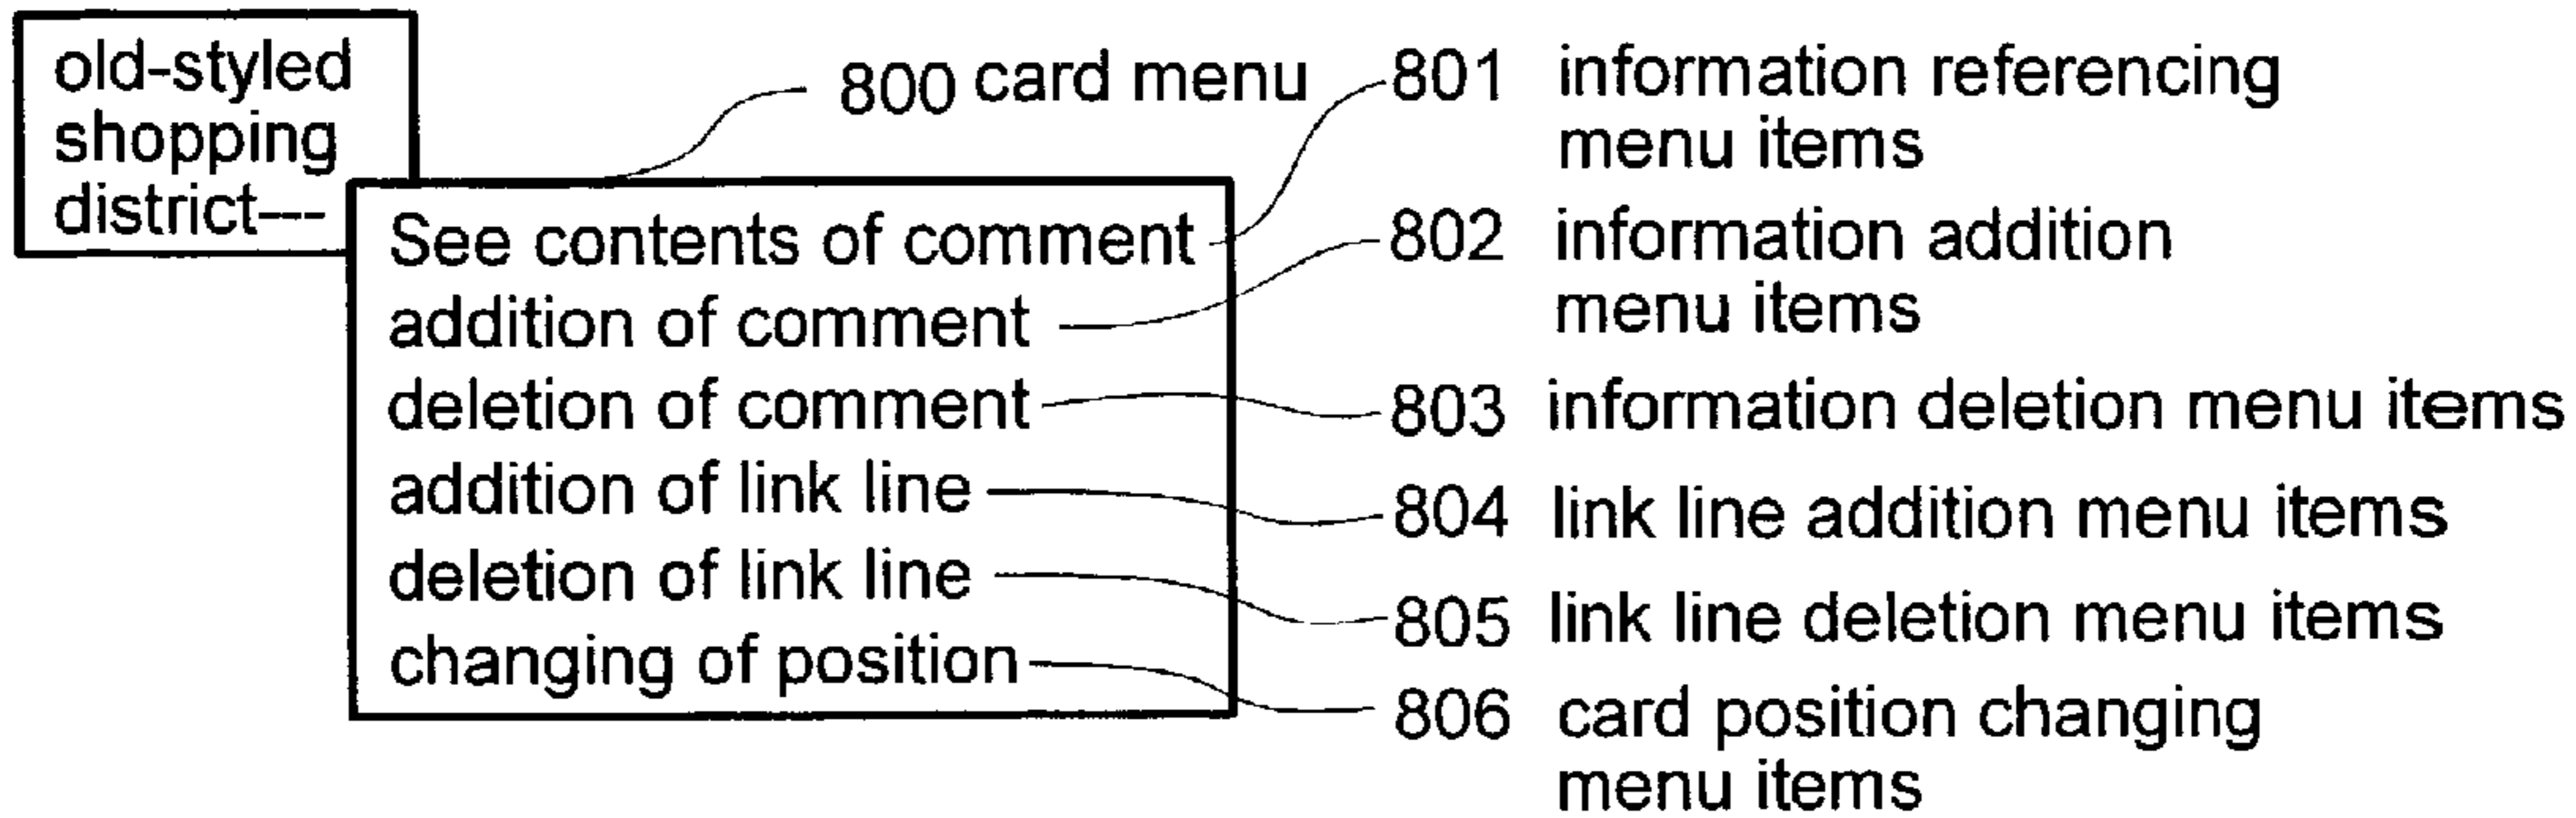 old-styled
shopping
district---
800 card menu
See contents of comment
addition of comment
deletion of comment
addition of link line
deletion of link line
changing of position
801 information referencing
menu items
802 information addition
menu items
803 information deletion menu items
804 link line addition menu items
805 link line deletion menu items
806 card position changing
menu items